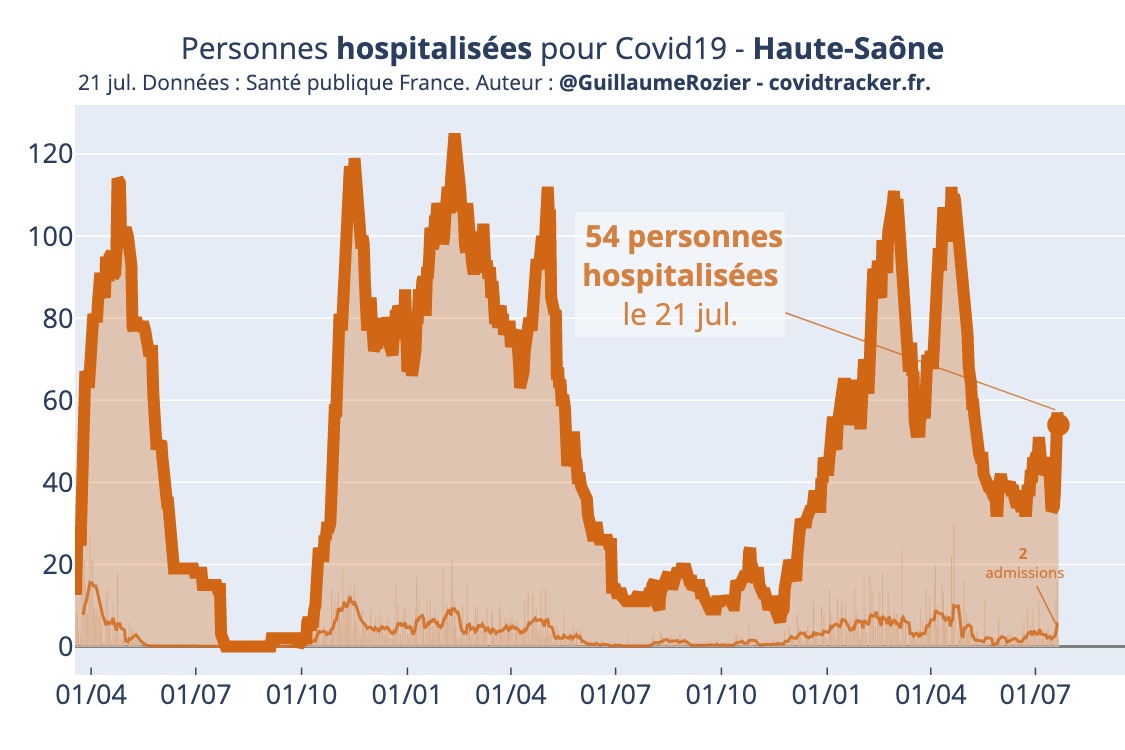 Personnes hospitalisées pour Covid19 - Haute-Saône
21 jul. Données : Santé publique France. Auteur : @GuillaumeRozier - covidtracker.fr.
120
100
80
60
40
20
0
54 personnes
hospitalisées
le 21 jul.
2
admissions
01/04 01/07 01/10 01/01 01/04 01/07 01/10 01/01 01/04 01/07